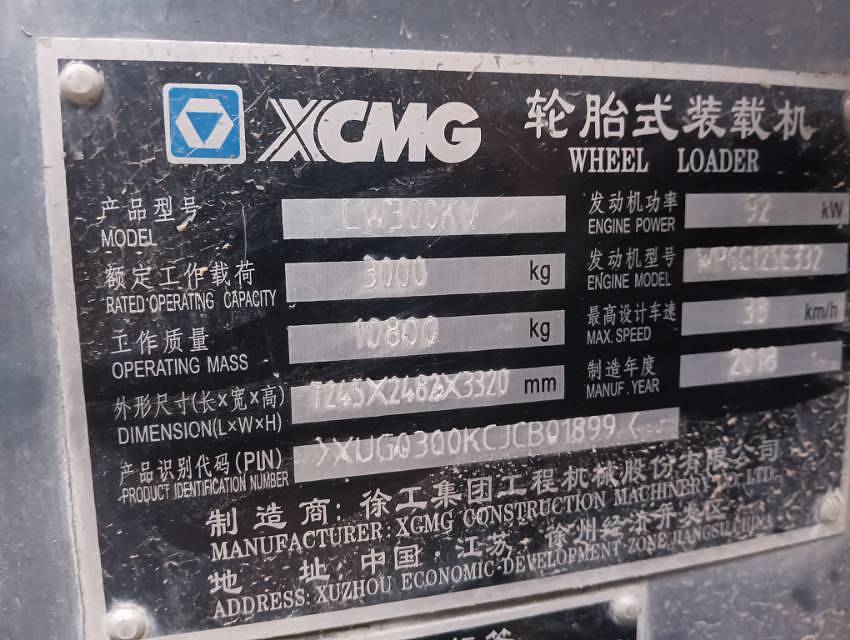 XCMG 轮胎式装载机
WHEEL LOADER
产品型号 LW300KV 发动机功率 92 kW
MODEL ENGINE POWER
额定工作载荷 3000 kg 发动机型号 WP6G125E332
RATED OPERATING CAPACITY ENGINE MODEL
工作质量 10800 kg 最高设计车速 39 km/h
OPERATING MASS MAX. SPEED
外形尺寸(长×宽×高) 7245X2482X3320 mm 制造年度 2018
DIMENSION(L×W×H) MANUF. YEAR
产品识别代码(PIN) >XUG0300KCJCB01899<
PRODUCT IDENTIFICATION NUMBER
制造商: 徐工集团工程机械股份有限公司
MANUFACTURER: XCMG CONSTRUCTION MACHINERY CO.,LTD.
地 址: 中国·江苏·徐州经济开发区
ADDRESS: XUZHOU ECONOMIC DEVELOPMENT ZONE,JIANGSU,CHINA